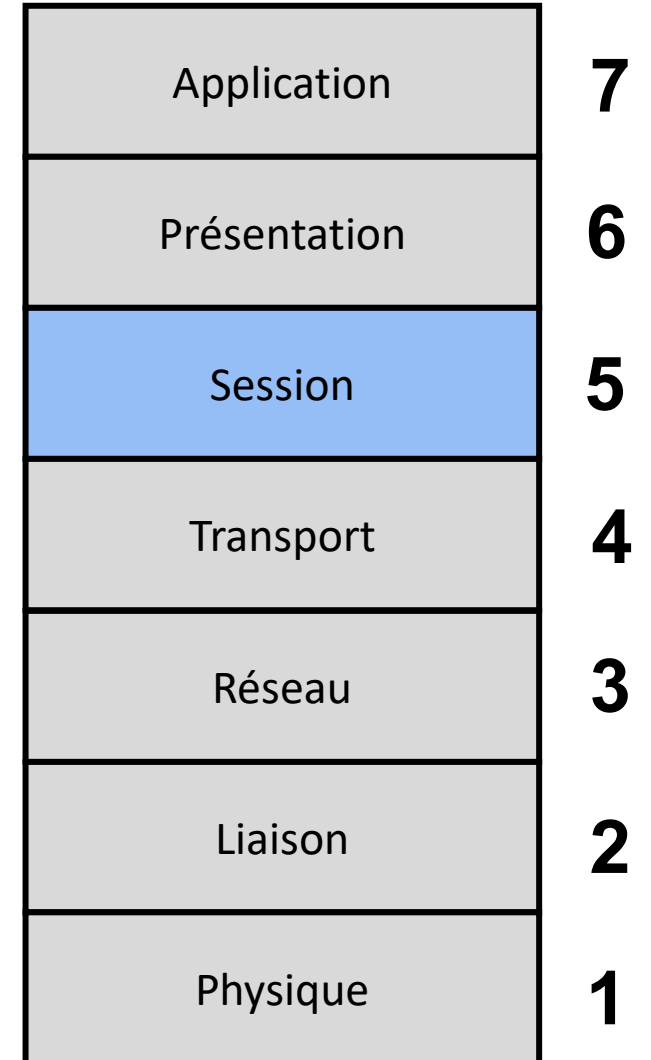 Application 7
Présentation 6
Session 5
Transport 4
Réseau 3
Liaison 2
Physique 1